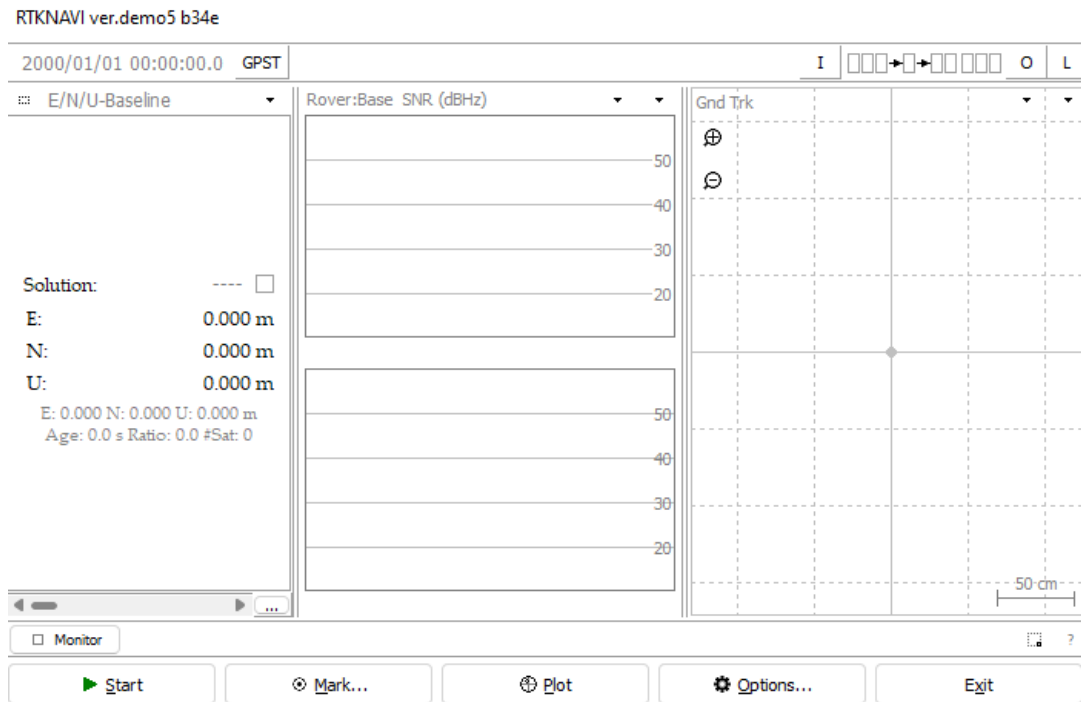 RTKNAVI ver.demo5 b34e
2000/01/01 00:00:00.0 GPST I O L
E/N/U-Baseline
Solution: ----
E: 0.000 m
N: 0.000 m
U: 0.000 m
E: 0.000 N: 0.000 U: 0.000 m
Age: 0.0 s Ratio: 0.0 #Sat: 0
...
Rover:Base SNR (dBHz)
50
40
30
20
50
40
30
20
Gnd Trk
50 cm
Monitor ?
Start Mark... Plot Options... Exit